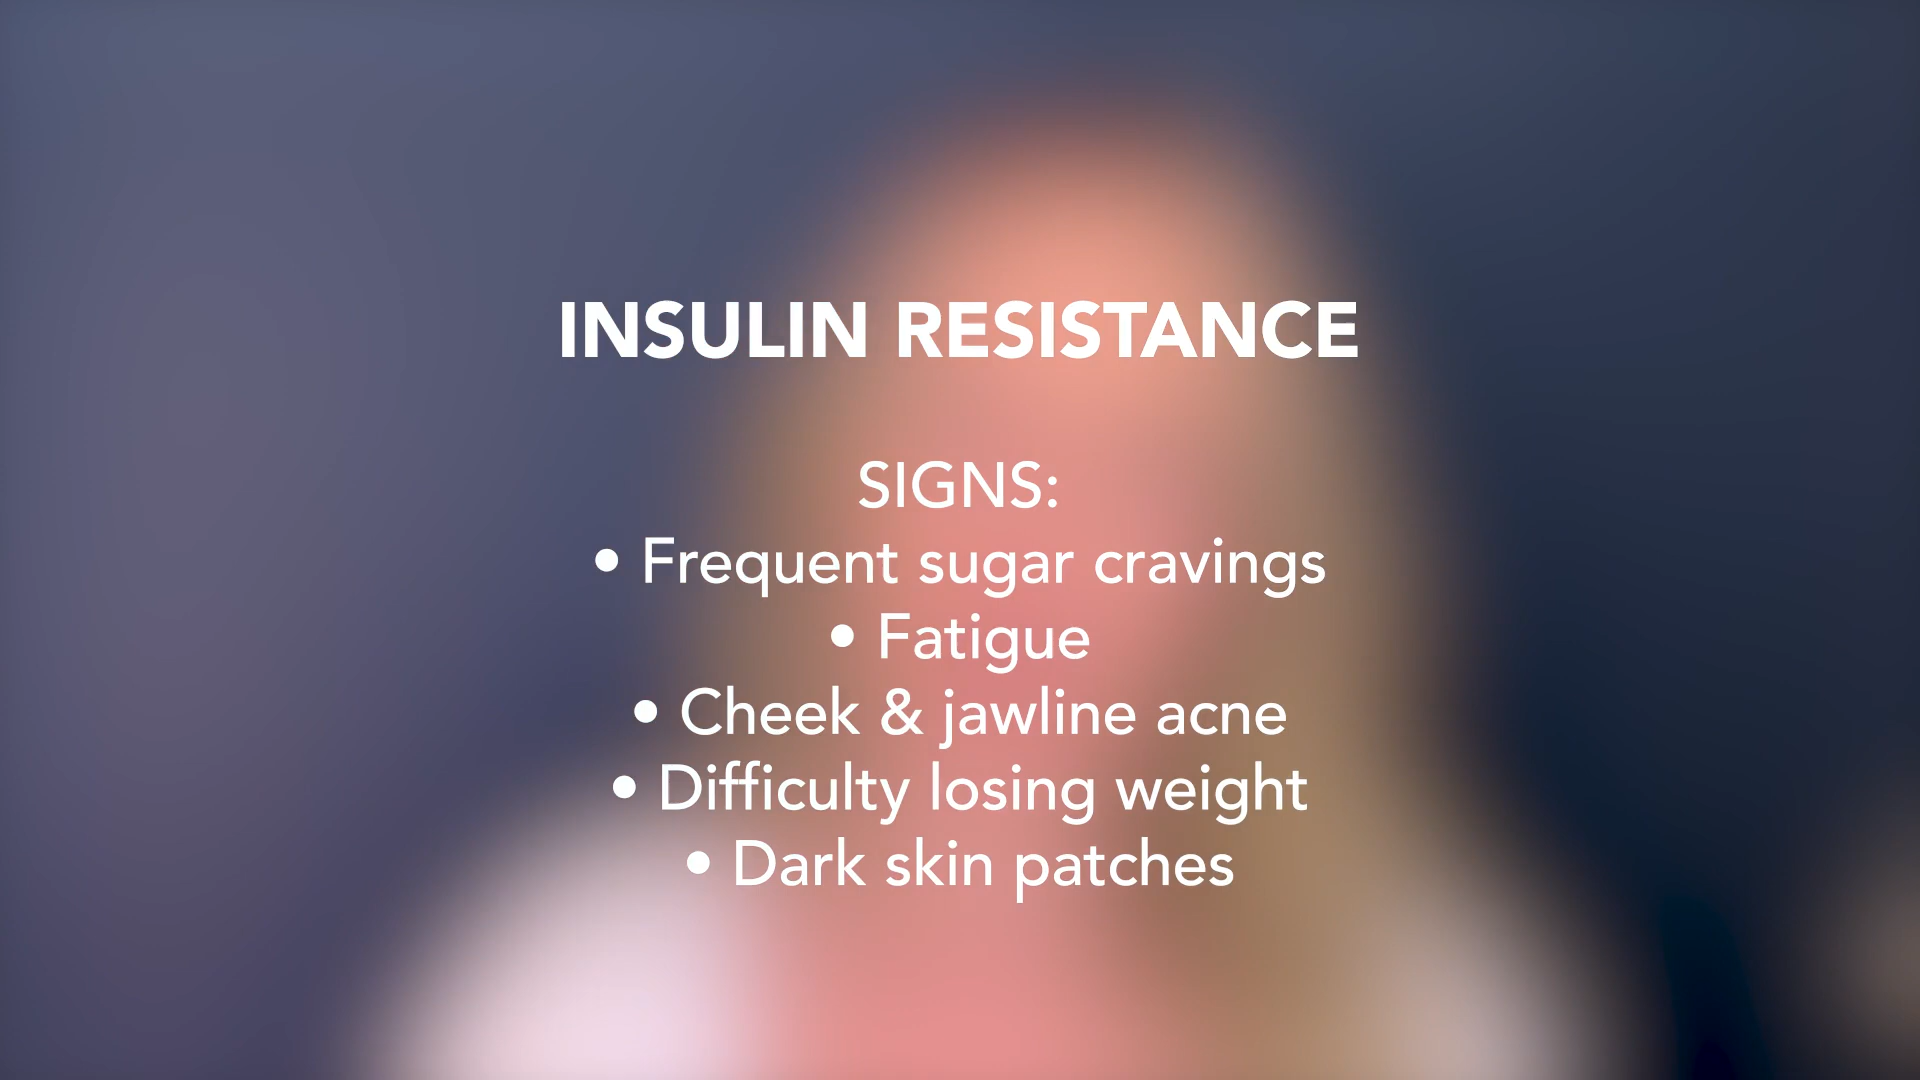 INSULIN RESISTANCE
SIGNS:
• Frequent sugar cravings
• Fatigue
• Cheek & jawline acne
• Difficulty losing weight
• Dark skin patches